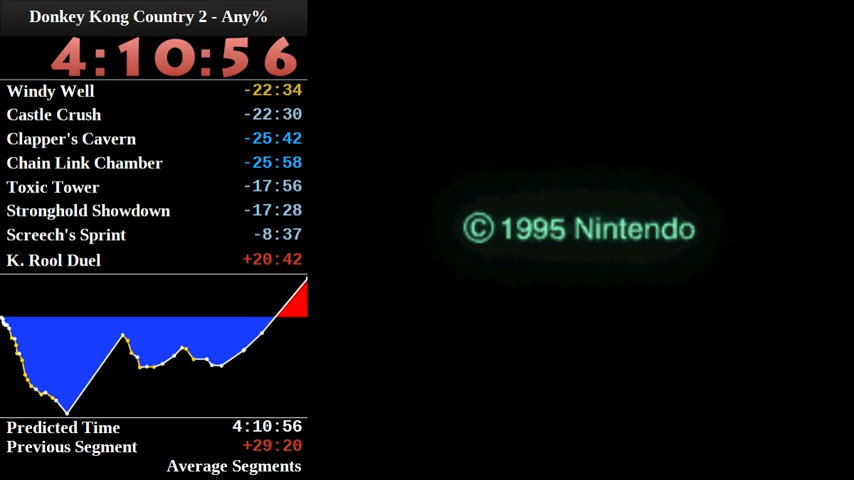 Donkey Kong Country 2 - Any%
4:10:56
Windy Well -22:34
Castle Crush -22:30
Clapper's Cavern -25:42
Chain Link Chamber -25:58
Toxic Tower -17:56
Stronghold Showdown -17:28
Screech's Sprint -8:37
K. Rool Duel +20:42
Predicted Time 4:10:56
Previous Segment +29:20
Average Segments
© 1995 Nintendo